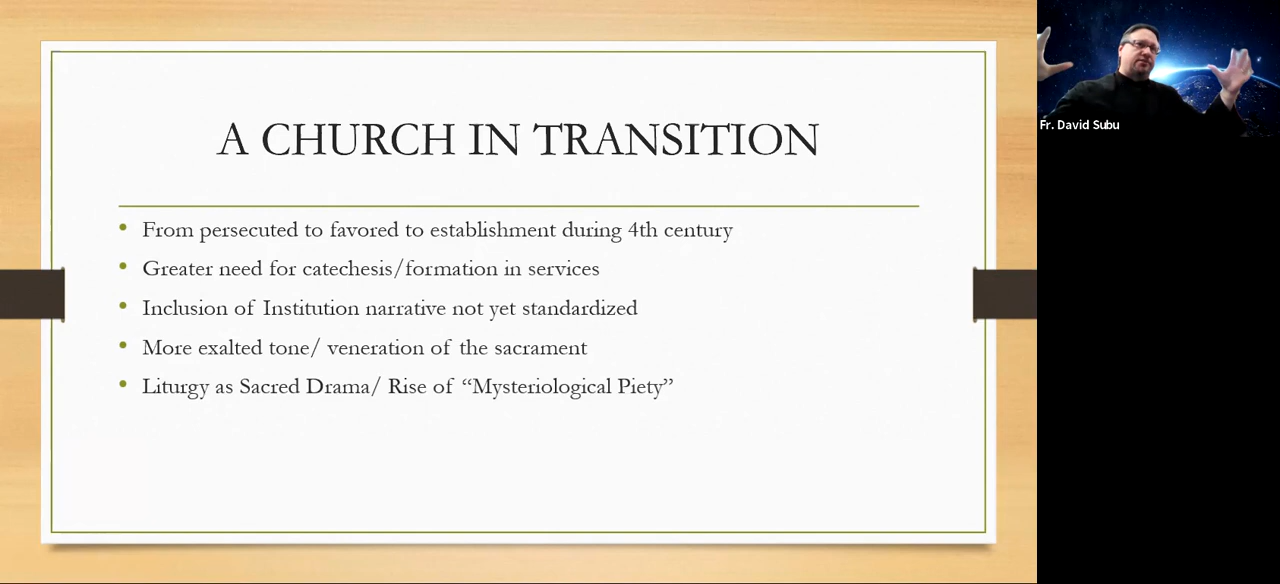 A CHURCH IN TRANSITION
• From persecuted to favored to establishment during 4th century
• Greater need for catechesis/formation in services
• Inclusion of Institution narrative not yet standardized
• More exalted tone/ veneration of the sacrament
• Liturgy as Sacred Drama/ Rise of “Mysteriological Piety”
Fr. David Subu